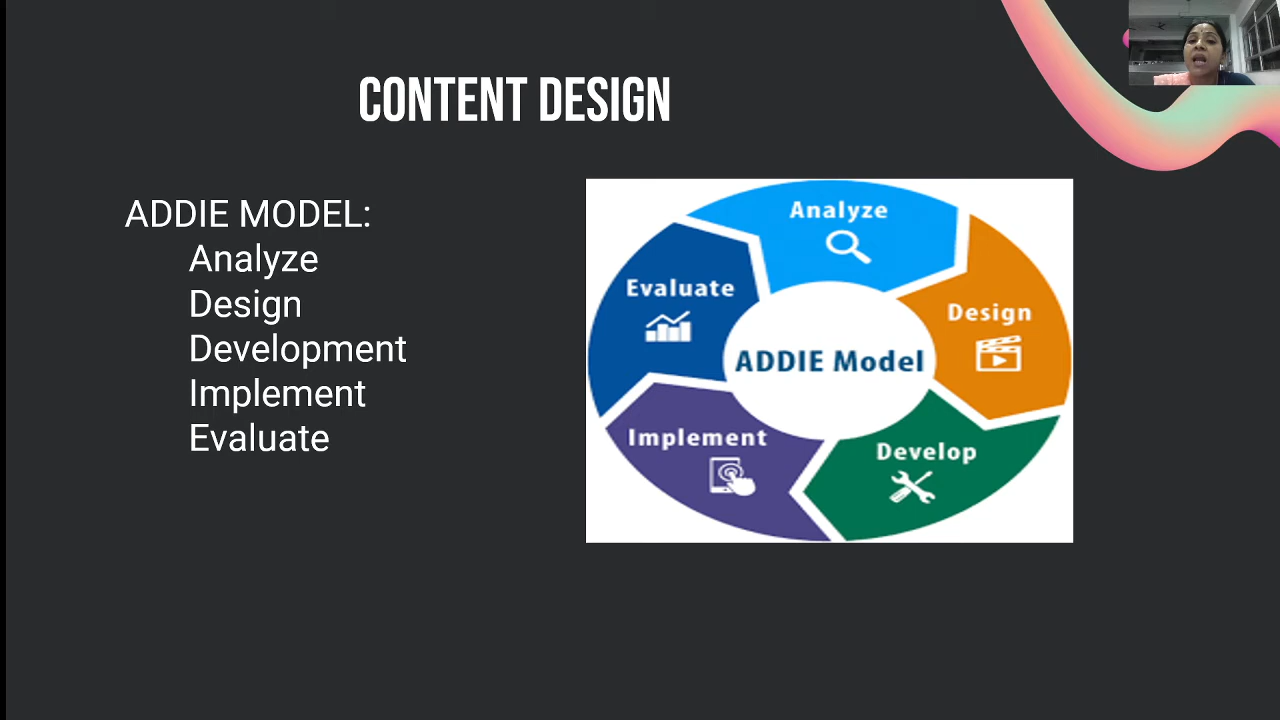 CONTENT DESIGN
ADDIE MODEL:
Analyze
Design
Development
Implement
Evaluate
Analyze
Design
Develop
Implement
Evaluate
ADDIE Model